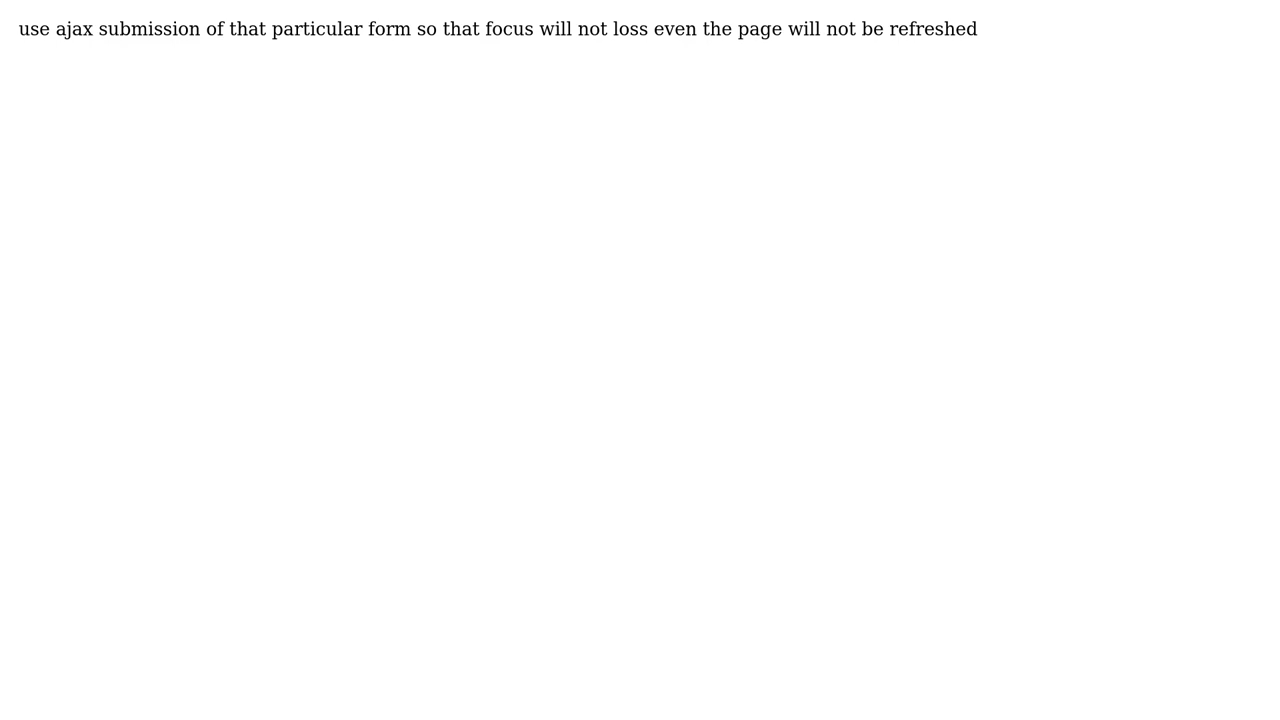 use ajax submission of that particular form so that focus will not loss even the page will not be refreshed